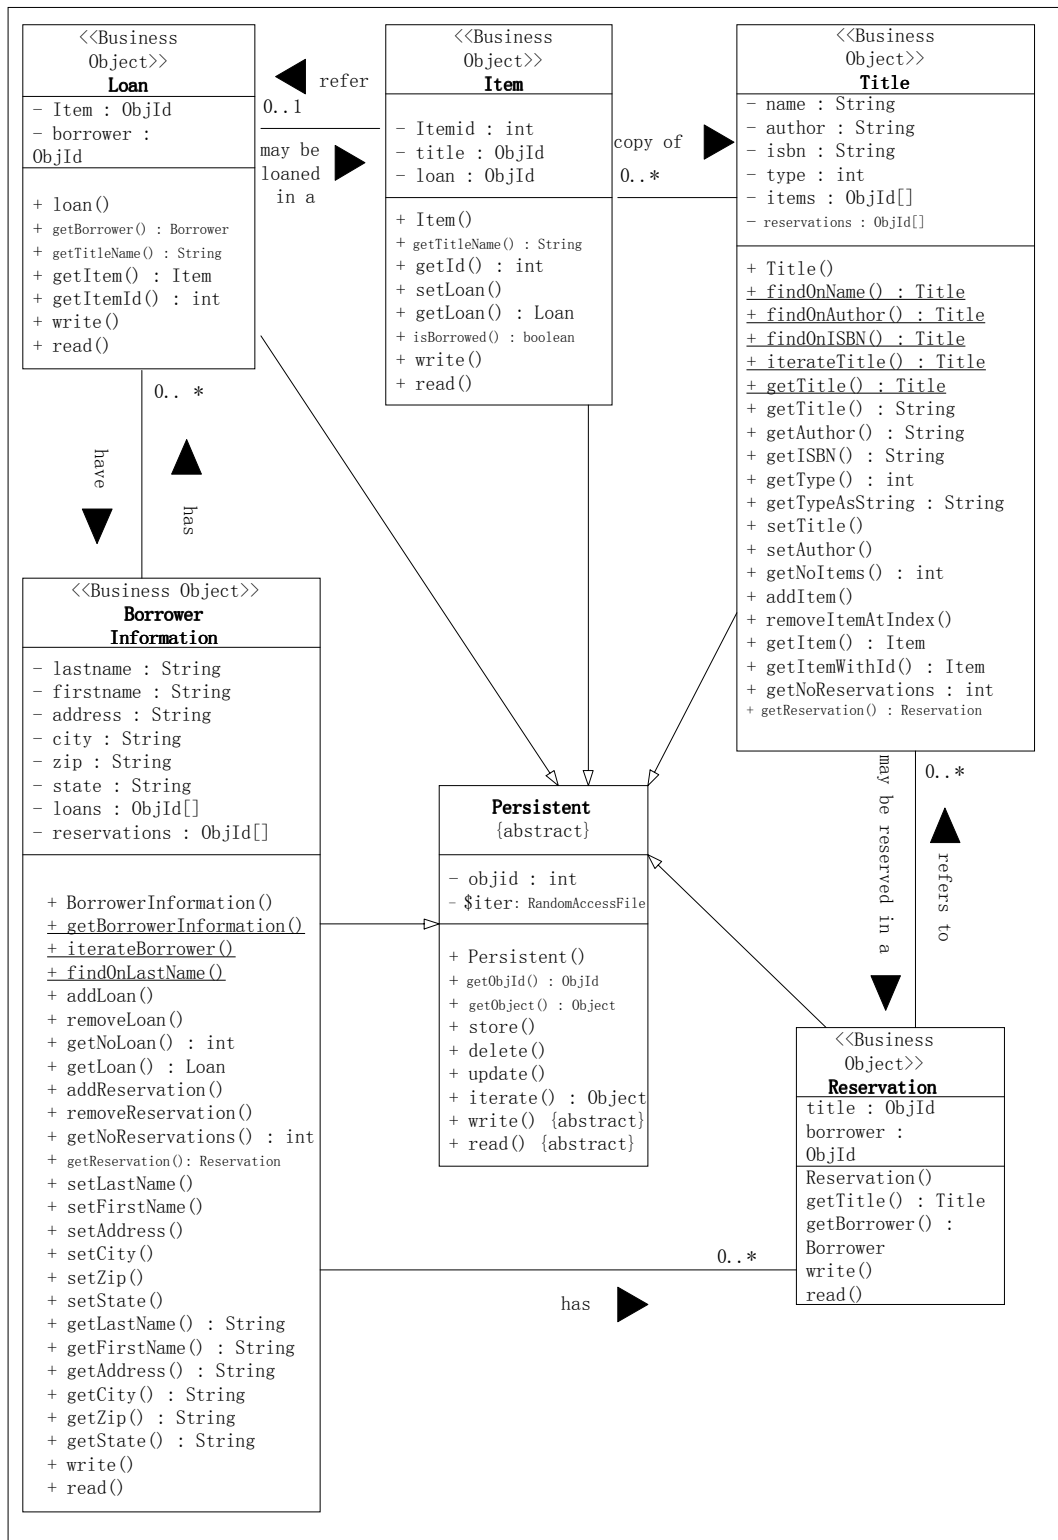 <<Business
Object>>
Loan
- Item : ObjId
- borrower :
ObjId
+ loan()
+ getBorrower() : Borrower
+ getTitleName() : String
+ getItem() : Item
+ getItemId() : int
+ write()
+ read()
refer
0..1
may be
loaned
in a
<<Business
Object>>
Item
- Itemid : int
- title : ObjId
- loan : ObjId
+ Item()
+ getTitleName() : String
+ getId() : int
+ setLoan()
+ getLoan() : Loan
+ isBorrowed() : boolean
+ write()
+ read()
copy of
0..*
<<Business
Object>>
Title
- name : String
- author : String
- isbn : String
- type : int
- items : ObjId[]
- reservations : ObjId[]
+ Title()
+ findOnName() : Title
+ findOnAuthor() : Title
+ findOnISBN() : Title
+ iterateTitle() : Title
+ getTitle() : Title
+ getTitle() : String
+ getAuthor() : String
+ getISBN() : String
+ getType() : int
+ getTypeAsString : String
+ setTitle()
+ setAuthor()
+ getNoItems() : int
+ addItem()
+ removeItemAtIndex()
+ getItem() : Item
+ getItemWithId() : Item
+ getNoReservations : int
+ getReservation() : Reservation
0.. *
have
has
<<Business Object>>
Borrower
Information
- lastname : String
- firstname : String
- address : String
- city : String
- zip : String
- state : String
- loans : ObjId[]
- reservations : ObjId[]
+ BorrowerInformation()
+ getBorrowerInformation()
+ iterateBorrower()
+ findOnLastName()
+ addLoan()
+ removeLoan()
+ getNoLoan() : int
+ getLoan() : Loan
+ addReservation()
+ removeReservation()
+ getNoReservations() : int
+ getReservation(): Reservation
+ setLastName()
+ setFirstName()
+ setAddress()
+ setCity()
+ setZip()
+ setState()
+ getLastName() : String
+ getFirstName() : String
+ getAddress() : String
+ getCity() : String
+ getZip() : String
+ getState() : String
+ write()
+ read()
Persistent
{abstract}
- objid : int
- $iter: RandomAccessFile
+ Persistent()
+ getObjId() : ObjId
+ getObject() : Object
+ store()
+ delete()
+ update()
+ iterate() : Object
+ write() {abstract}
+ read() {abstract}
may be reserved in a
0..*
refers to
<<Business
Object>>
Reservation
title : ObjId
borrower :
ObjId
Reservation()
getTitle() : Title
getBorrower() :
Borrower
write()
read()
0..*
has